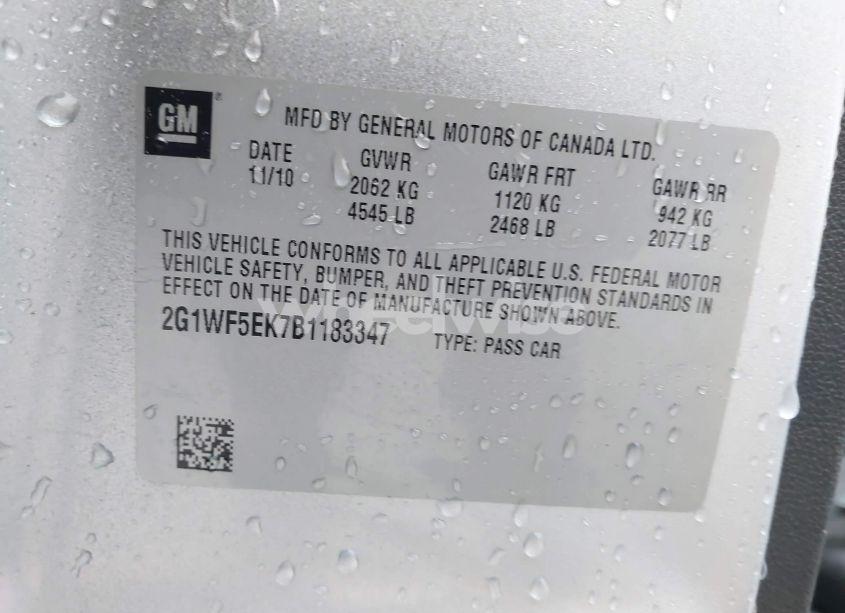 GM
MFD BY GENERAL MOTORS OF CANADA LTD.
DATE GVWR GAWR FRT GAWR RR
11/10 2062 KG 1120 KG 942 KG
4545 LB 2468 LB 2077 LB
THIS VEHICLE CONFORMS TO ALL APPLICABLE U.S. FEDERAL MOTOR
VEHICLE SAFETY, BUMPER, AND THEFT PREVENTION STANDARDS IN
EFFECT ON THE DATE OF MANUFACTURE SHOWN ABOVE.
2G1WF5EK7B1183347 TYPE: PASS CAR